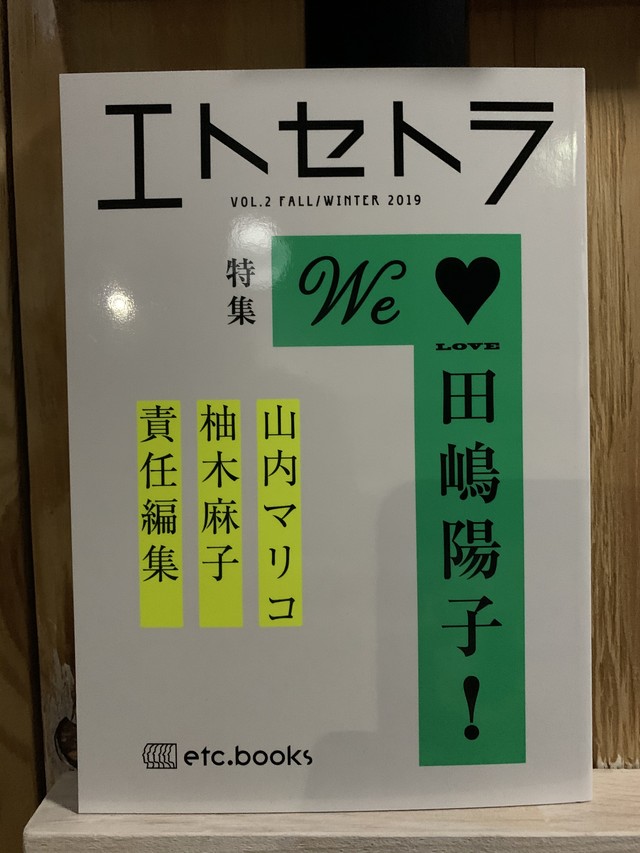 エトセトラ
VOL.2 FALL/WINTER 2019
特集
We ♥
LOVE
田嶋陽子!
山内マリコ
柚木麻子
責任編集
etc.books